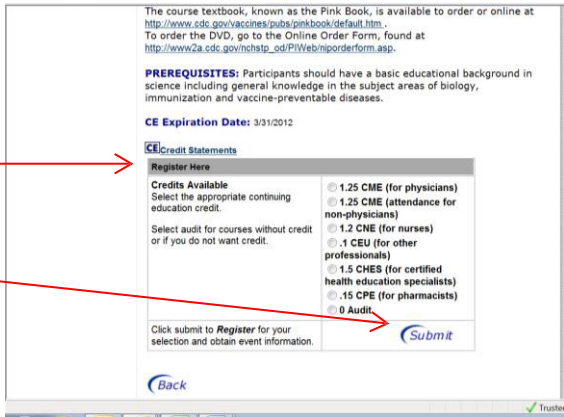 The course textbook, known as the Pink Book, is available to order or online at
http://www.cdc.gov/vaccines/pubs/pinkbook/default.htm .
To order the DVD, go to the Online Order Form, found at
http://www2a.cdc.gov/nchstp_od/PIWeb/niporderform.asp.
PREREQUISITES: Participants should have a basic educational background in
science including general knowledge in the subject areas of biology,
immunization and vaccine-preventable diseases.
CE Expiration Date: 3/31/2012
CE Credit Statements
Register Here
Credits Available
Select the appropriate continuing
education credit.
Select audit for courses without credit
or if you do not want credit.
1.25 CME (for physicians)
1.25 CME (attendance for
non-physicians)
1.2 CNE (for nurses)
.1 CEU (for other
professionals)
1.5 CHES (for certified
health education specialists)
.15 CPE (for pharmacists)
0 Audit
Click submit to Register for your
selection and obtain event information.
Submit
Back
Trusted